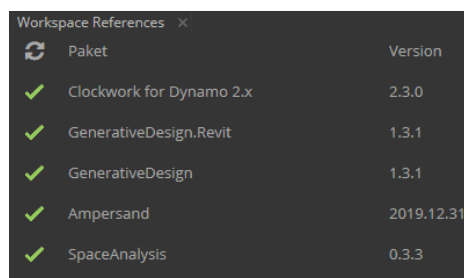 Workspace References ×
Paket Version
Clockwork for Dynamo 2.x 2.3.0
GenerativeDesign.Revit 1.3.1
GenerativeDesign 1.3.1
Ampersand 2019.12.31
SpaceAnalysis 0.3.3